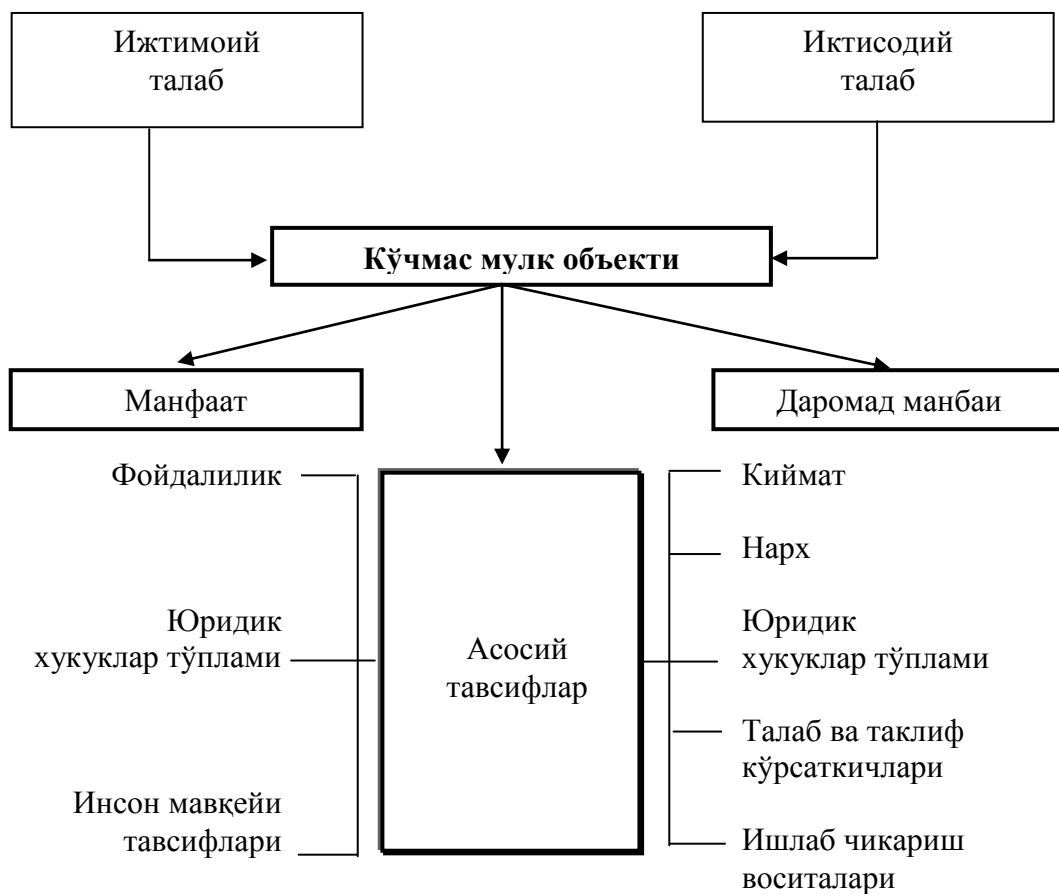 Ижтимоий
талаб
Иктисодий
талаб
Кўчмас мулк объекти
Манфаат
Даромад манбаи
Фойдалилик
Юридик
хукуклар тўплами
Инсон мавқейи
тавсифлари
Асосий
тавсифлар
Киймат
Нарх
Юридик
хукуклар тўплами
Талаб ва таклиф
кўрсаткичлари
Ишлаб чикариш
воситалари